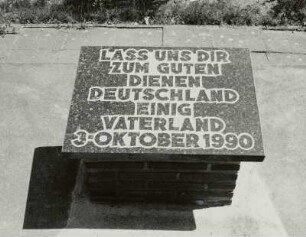 LASS UNS DIR
ZUM GUTEN
DIENEN
DEUTSCHLAND
EINIG
VATERLAND
3·OKTOBER 1990